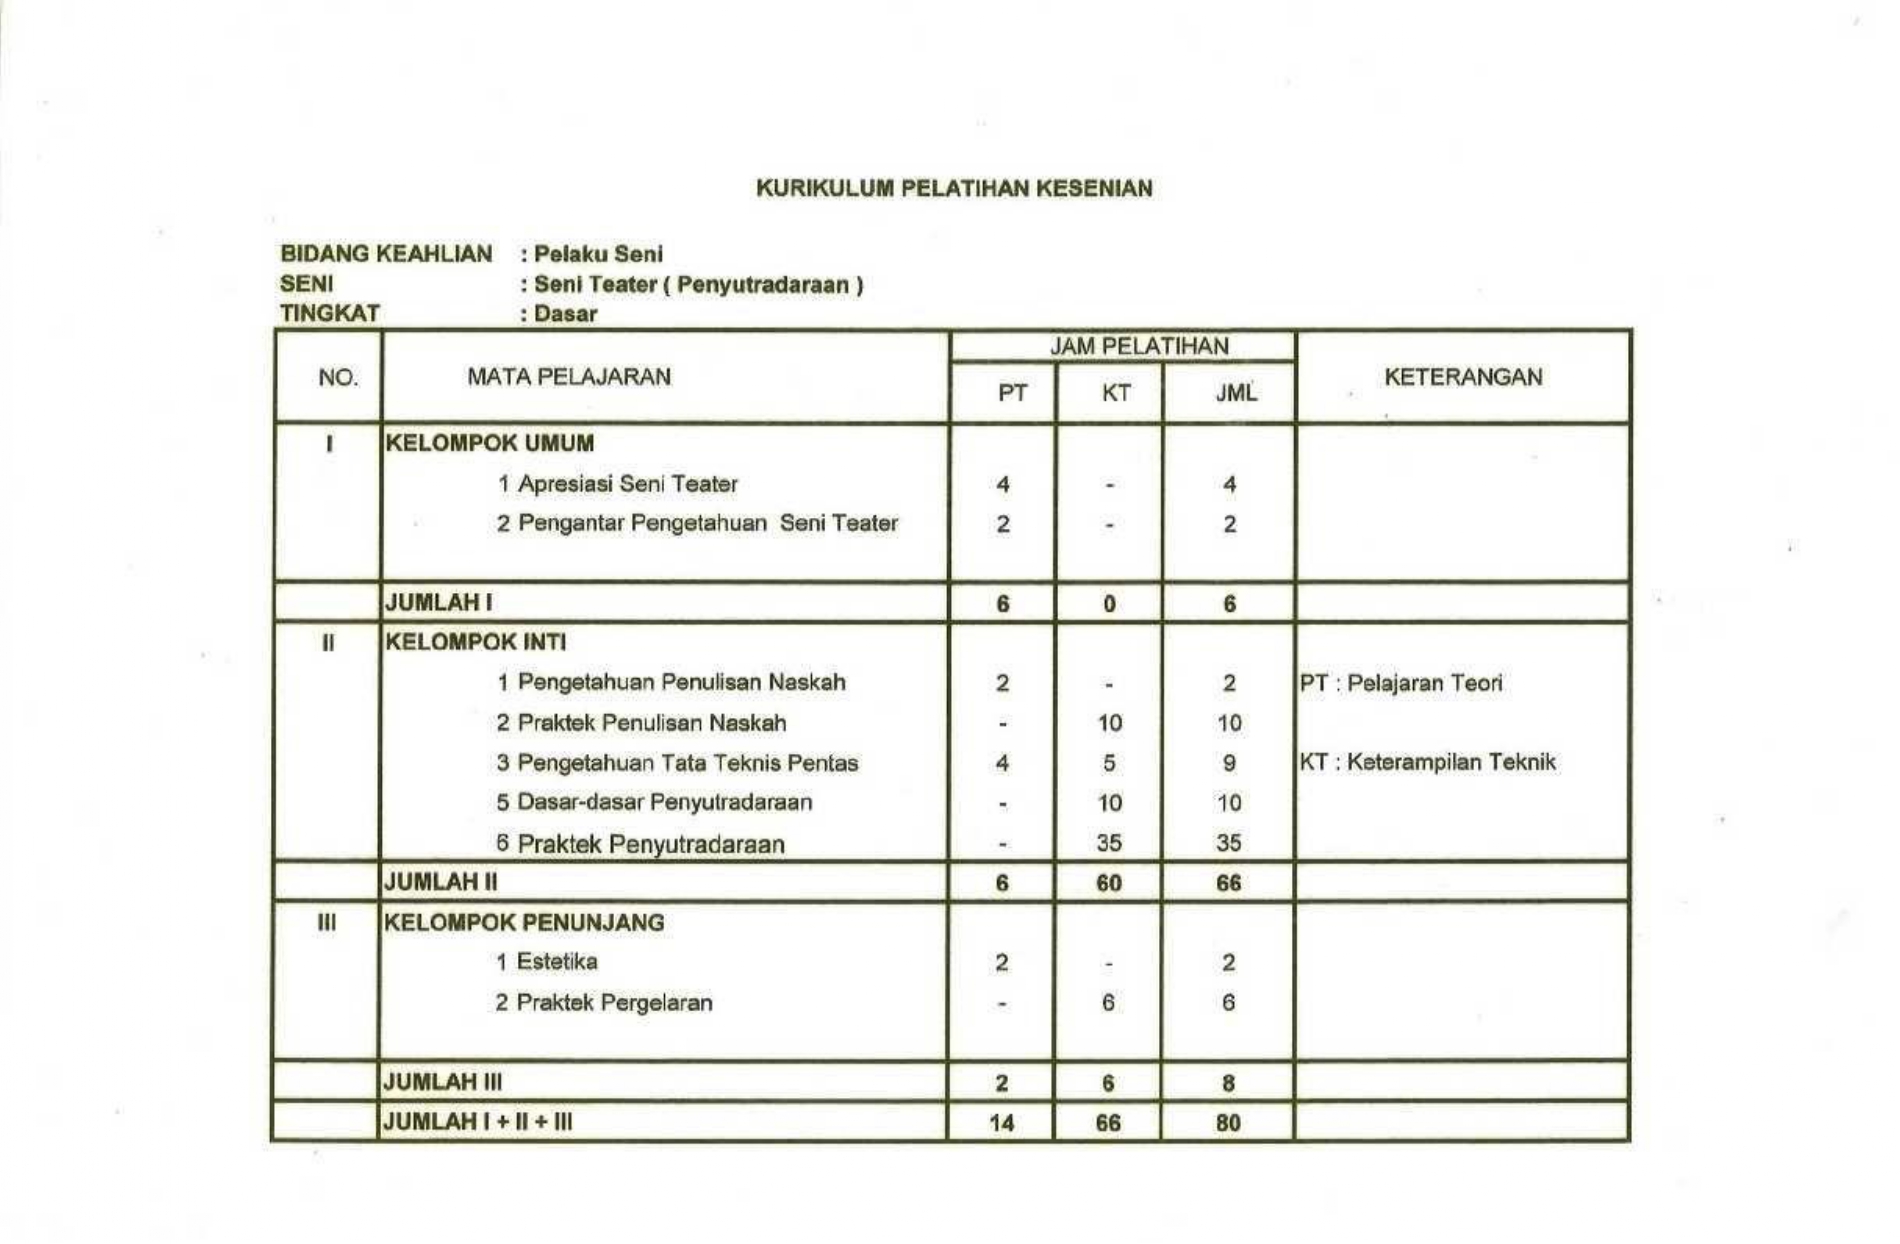 KURIKULUM PELATIHAN KESENIAN
BIDANG KEAHLIAN : Pelaku Seni
SENI : Seni Teater ( Penyutradaraan )
TINGKAT : Dasar
JAM PELATIHAN
NO. MATA PELAJARAN KETERANGAN
PT KT JML
I KELOMPOK UMUM
1 Apresiasi Seni Teater 4 - 4
2 Pengantar Pengetahuan Seni Teater 2 - 2
JUMLAH I 6 0 6
II KELOMPOK INTI
1 Pengetahuan Penulisan Naskah 2 - 2 PT : Pelajaran Teori
2 Praktek Penulisan Naskah - 10 10
3 Pengetahuan Tata Teknis Pentas 4 5 9 KT : Keterampilan Teknik
5 Dasar-dasar Penyutradaraan - 10 10
6 Praktek Penyutradaraan - 35 35
JUMLAH II 6 60 66
III KELOMPOK PENUNJANG
1 Estetika 2 - 2
2 Praktek Pergelaran - 6 6
JUMLAH III 2 6 8
JUMLAH I + II + III 14 66 80